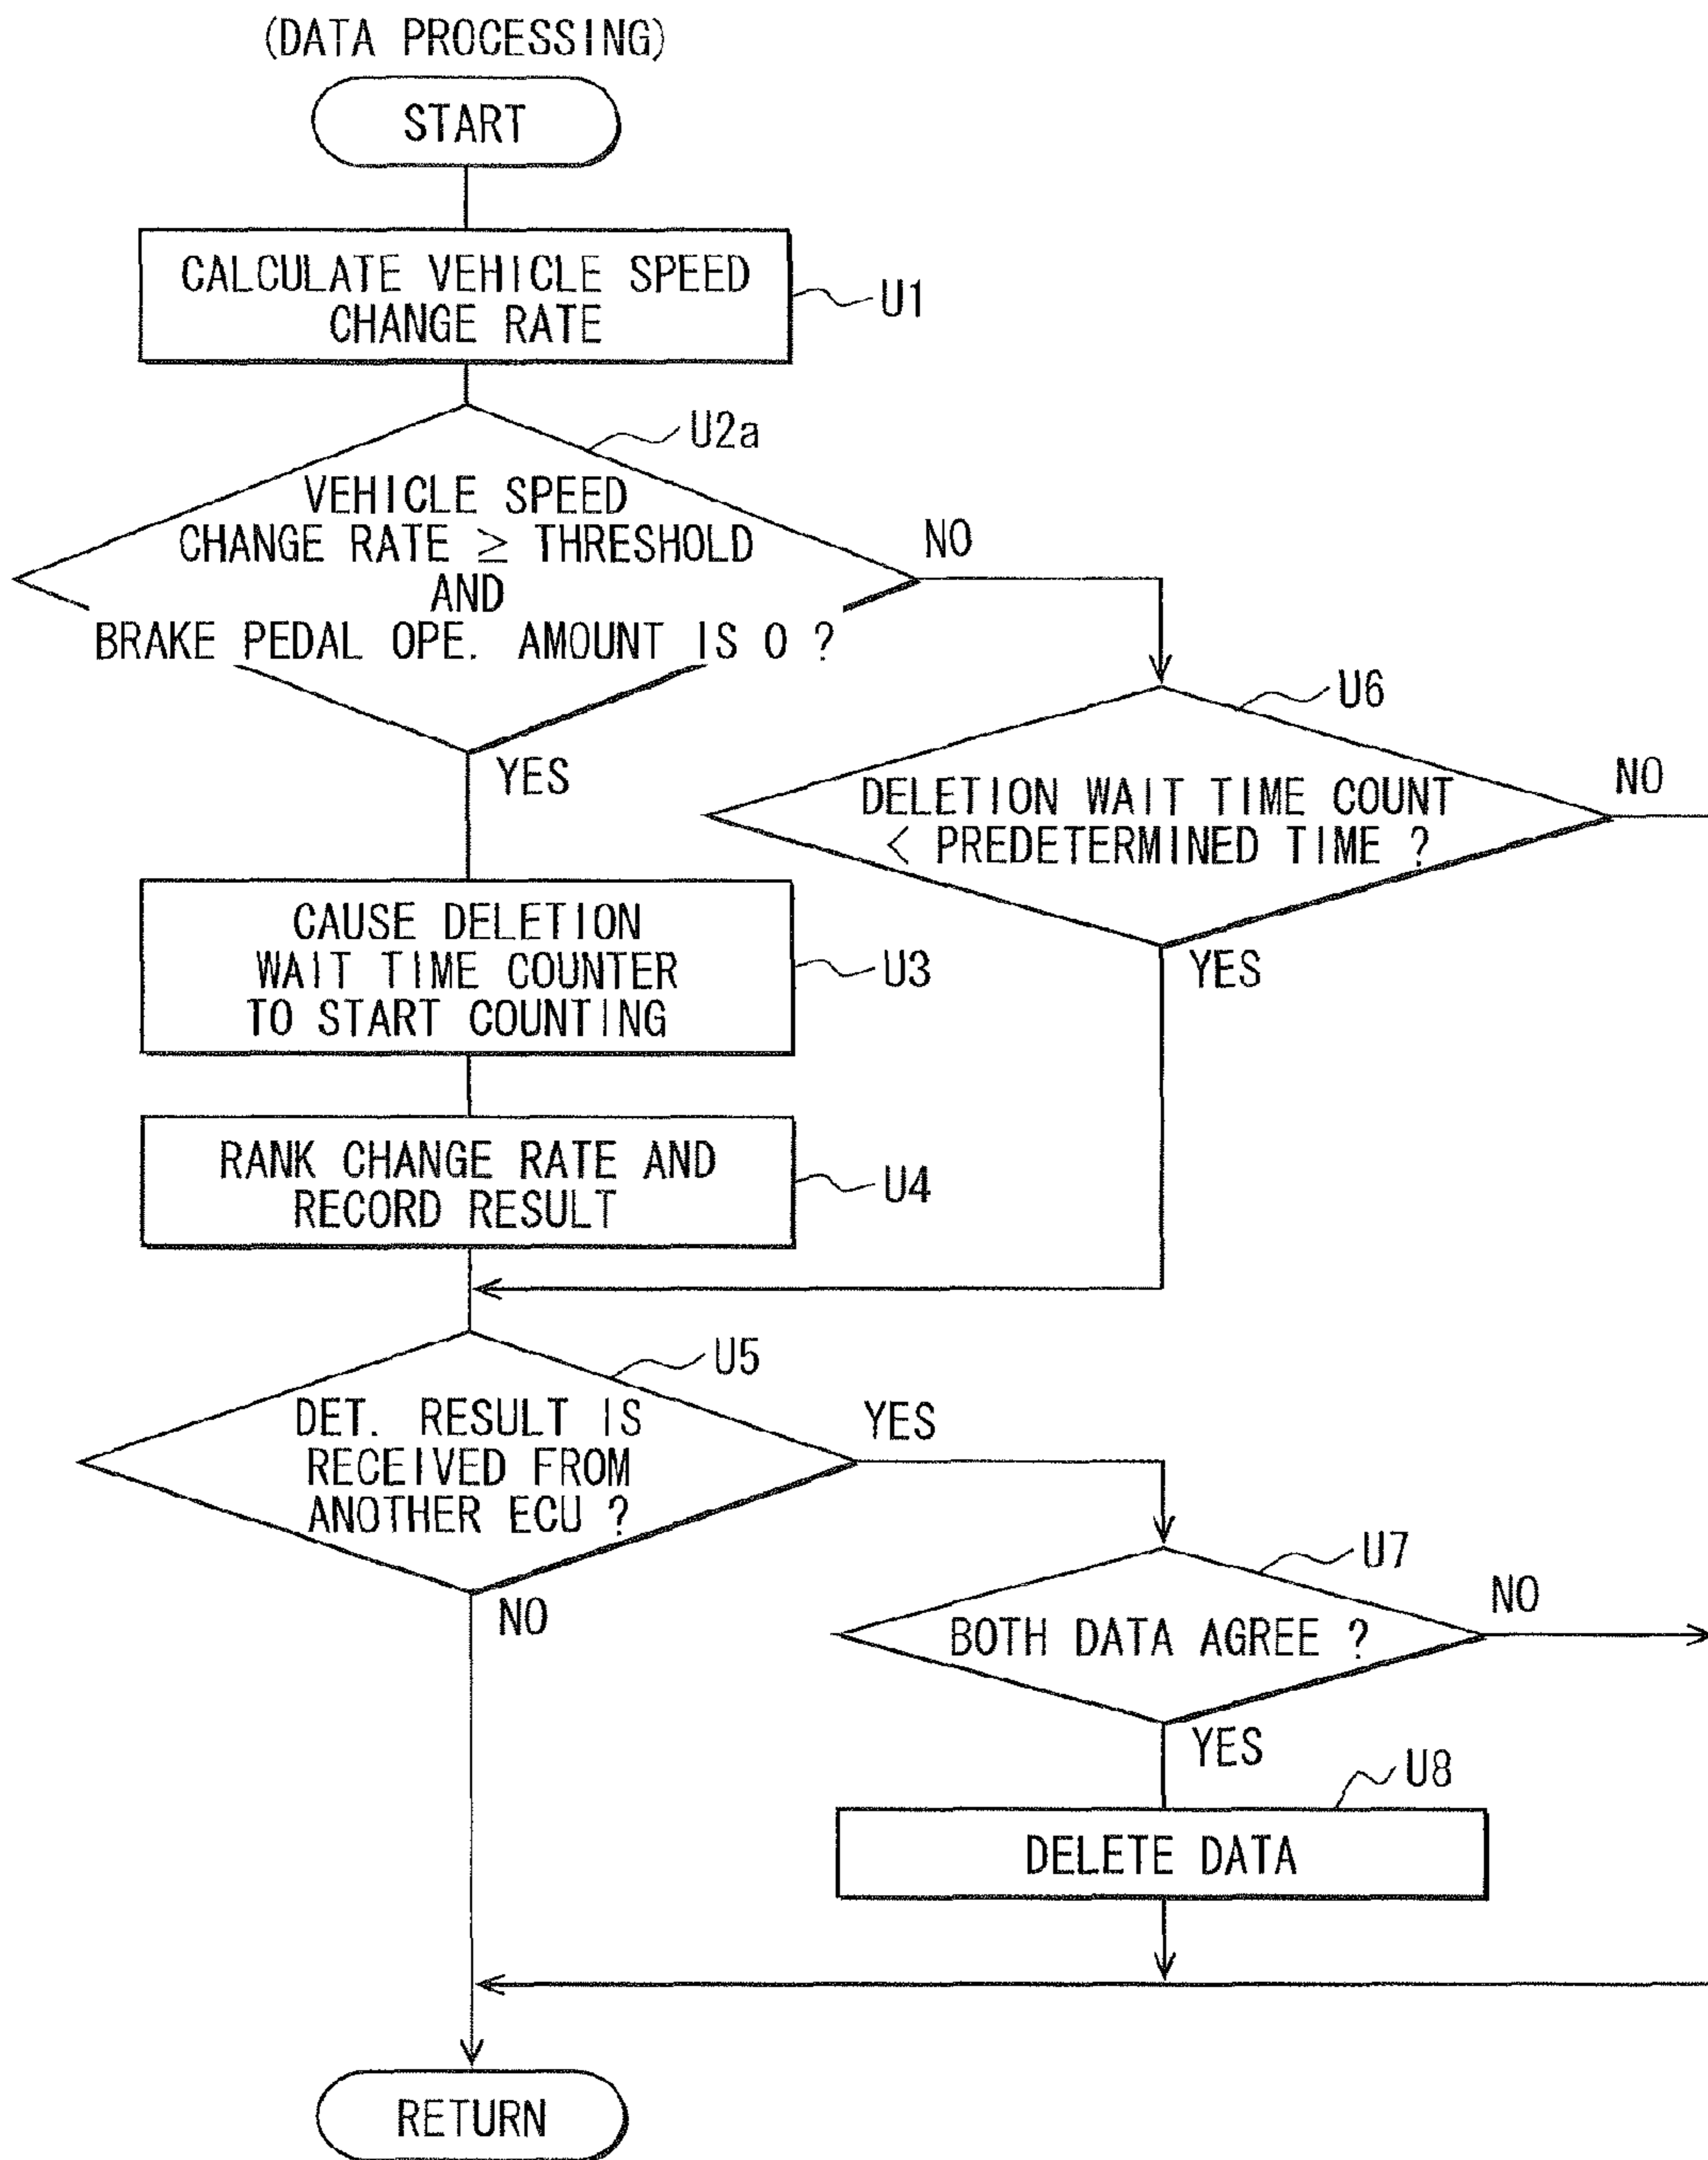 (DATA PROCESSING)
START
CALCULATE VEHICLE SPEED
CHANGE RATE
U1
U2a
VEHICLE SPEED
CHANGE RATE ≥ THRESHOLD
AND
BRAKE PEDAL OPE. AMOUNT IS 0 ?
NO
YES
U6
DELETION WAIT TIME COUNT
< PREDETERMINED TIME ?
NO
YES
CAUSE DELETION
WAIT TIME COUNTER
TO START COUNTING
U3
RANK CHANGE RATE AND
RECORD RESULT
U4
U5
DET. RESULT IS
RECEIVED FROM
ANOTHER ECU ?
YES
NO
U7
BOTH DATA AGREE ?
NO
YES
U8
DELETE DATA
RETURN